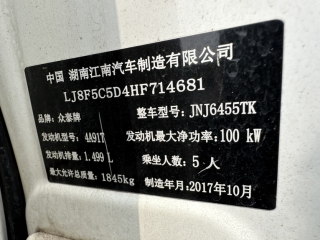 中国 湖南江南汽车制造有限公司
LJ8F5C5D4HF714681
品牌：众泰牌 整车型号：JNJ6455TK
发动机型号：4A91T 发动机最大净功率：100 kW
发动机排量：1.499 L 乘坐人数：5 人
最大允许总质量：1845kg 制造年月：2017年10月